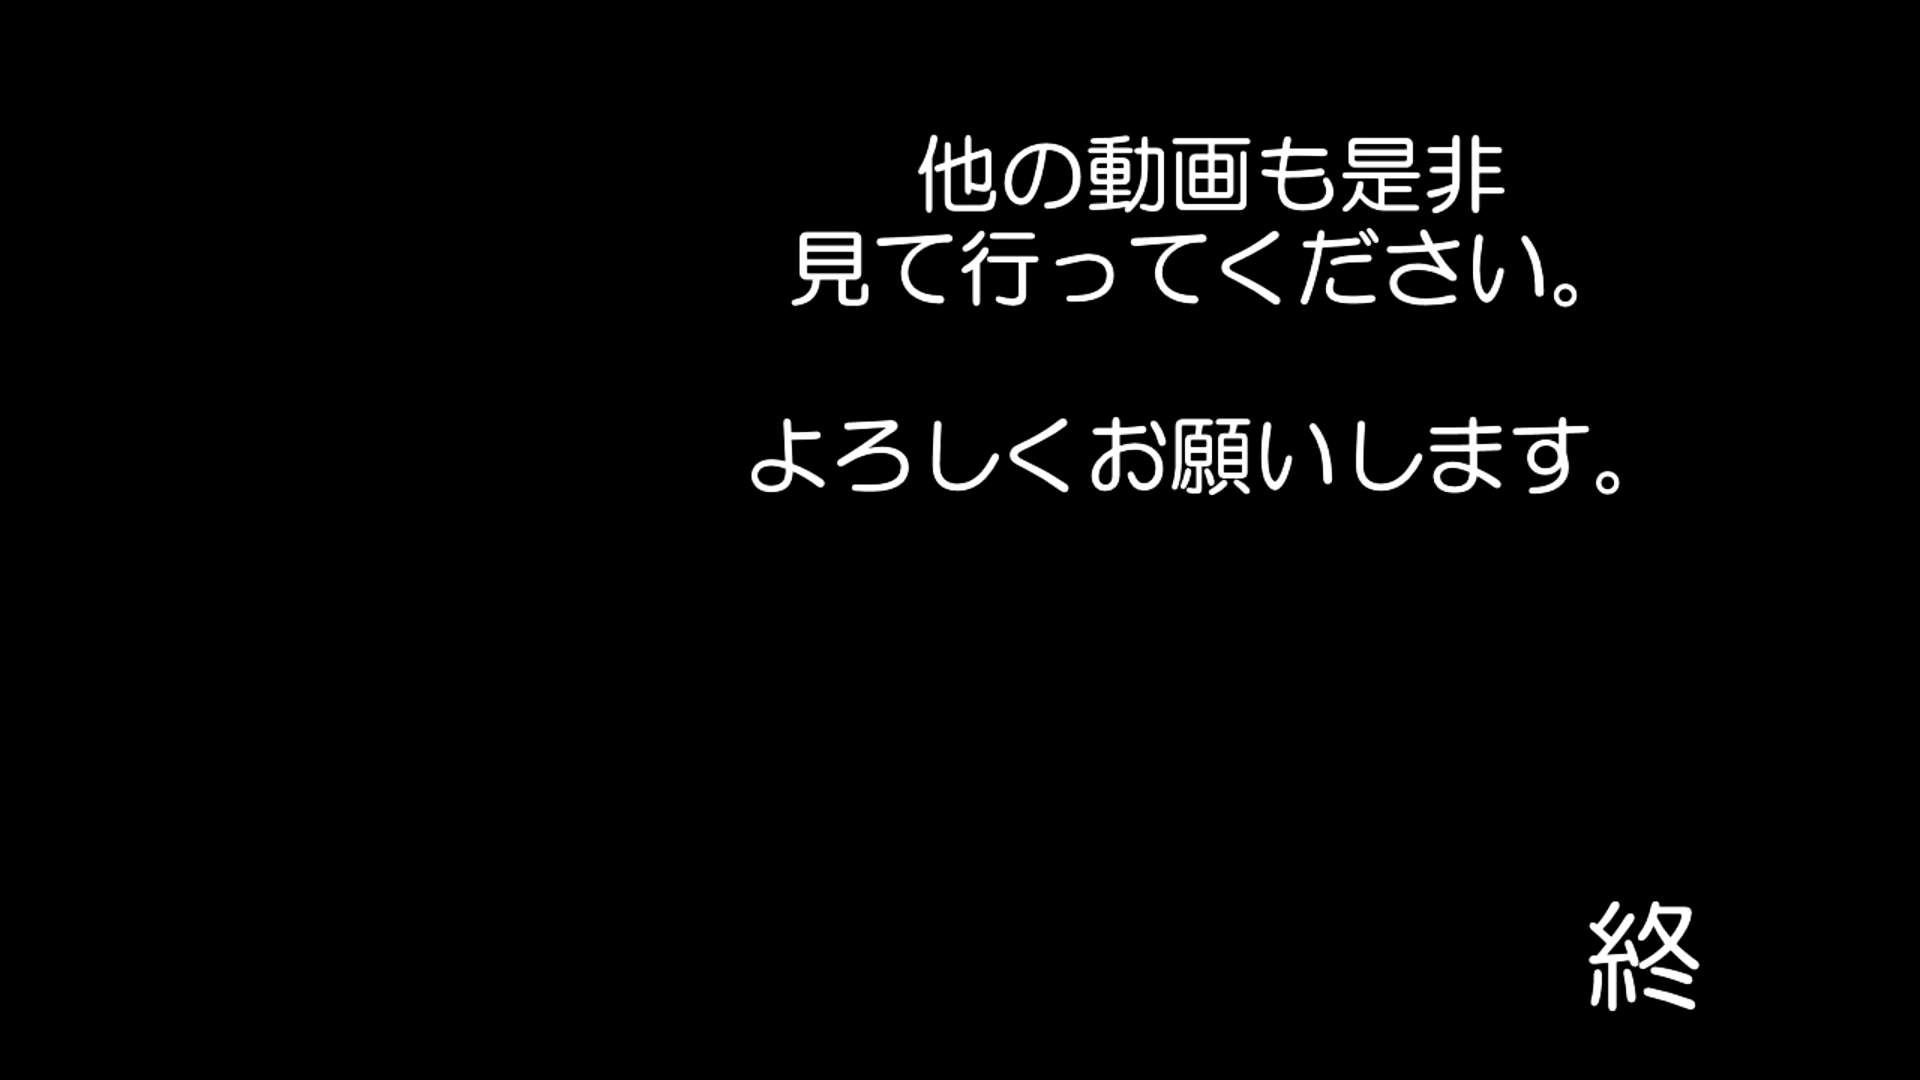 他の動画も是非
見て行ってください。
よろしくお願いします。
終